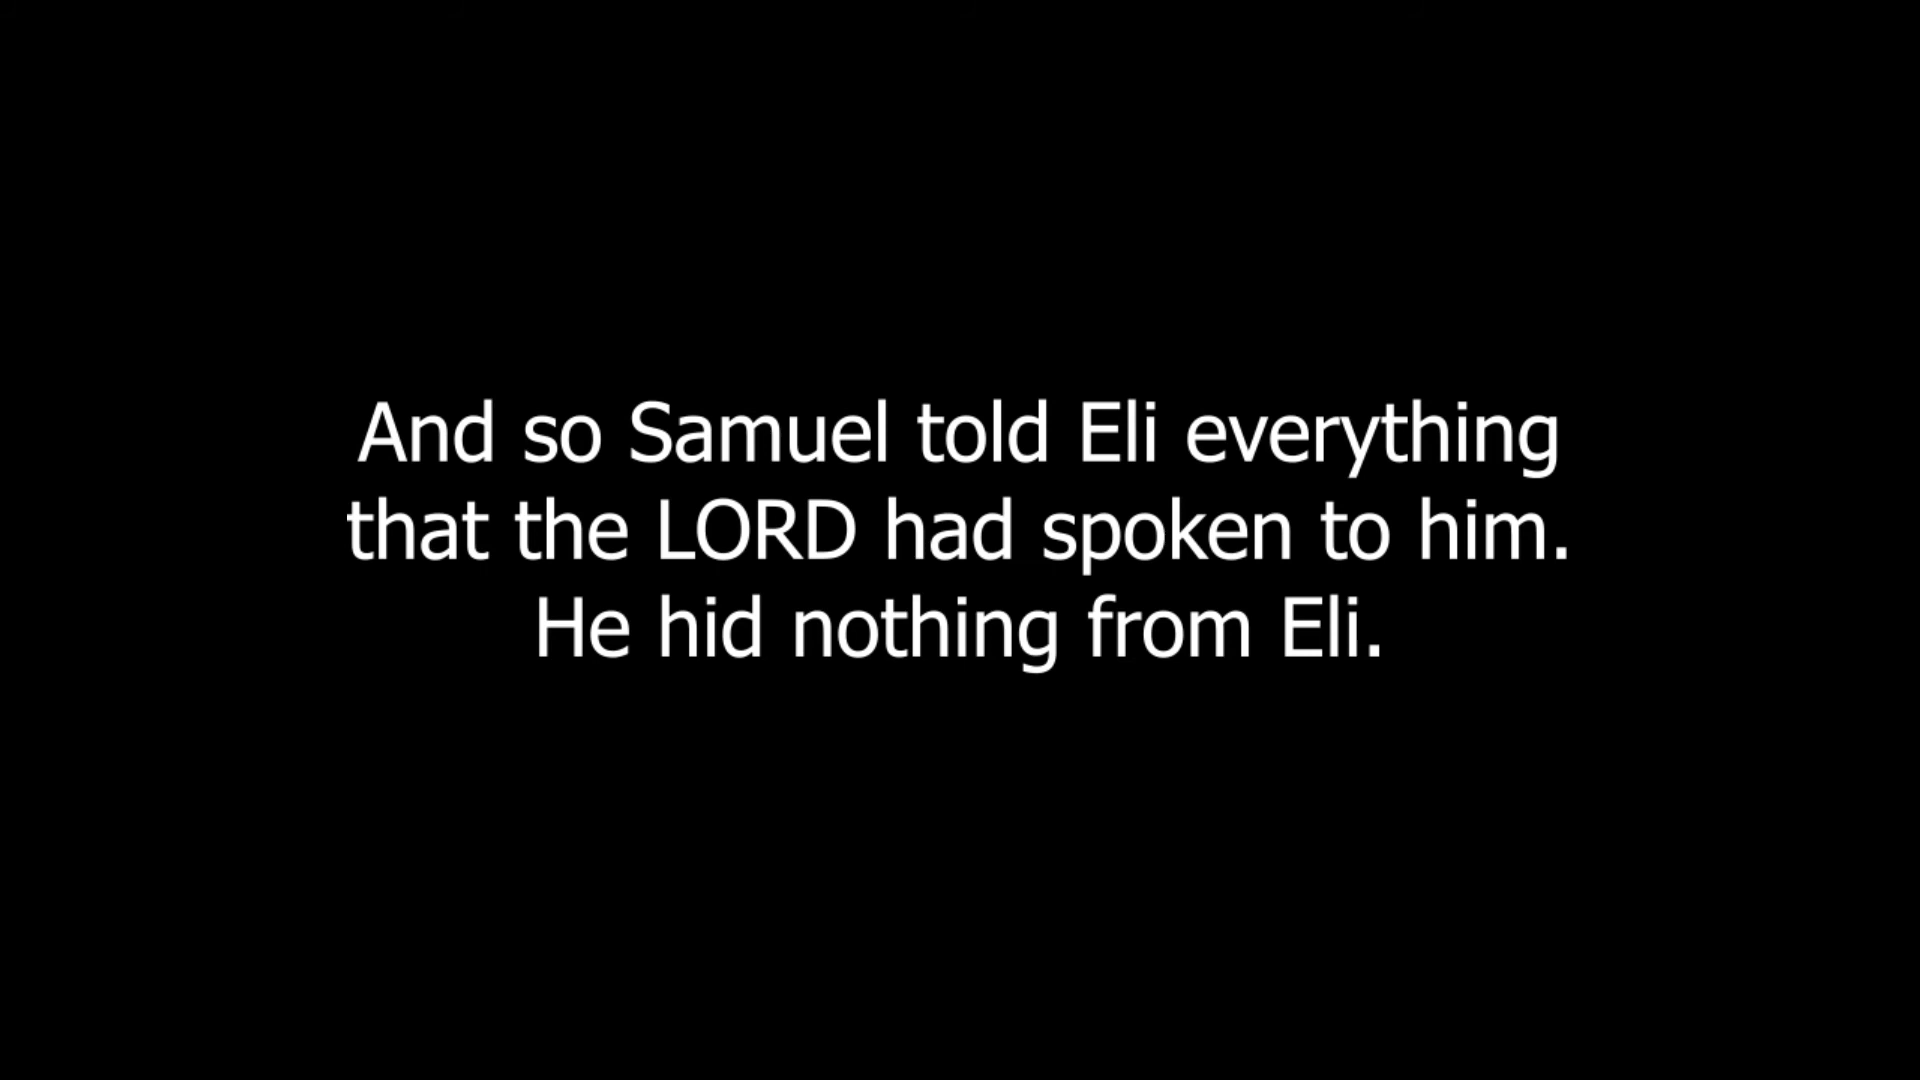 And so Samuel told Eli everything
that the LORD had spoken to him.
He hid nothing from Eli.